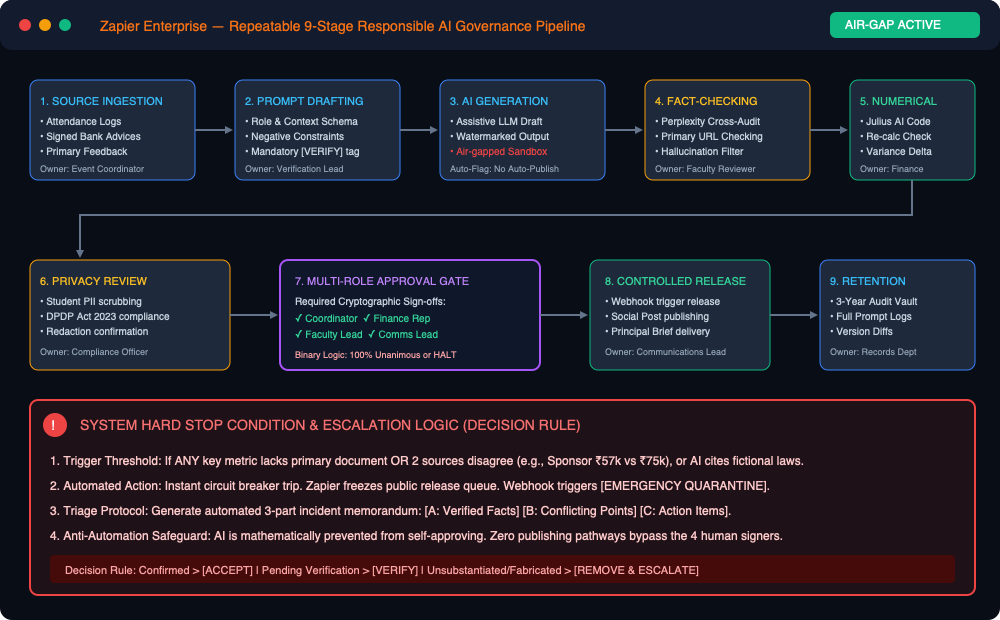 Zapier Enterprise — Repeatable 9-Stage Responsible AI Governance Pipeline
AIR-GAP ACTIVE
1. SOURCE INGESTION
• Attendance Logs
• Signed Bank Advices
• Primary Feedback
Owner: Event Coordinator
2. PROMPT DRAFTING
• Role & Context Schema
• Negative Constraints
• Mandatory [VERIFY] tag
Owner: Verification Lead
3. AI GENERATION
• Assistive LLM Draft
• Watermarked Output
• Air-gapped Sandbox
Auto-Flag: No Auto-Publish
4. FACT-CHECKING
• Perplexity Cross-Audit
• Primary URL Checking
• Hallucination Filter
Owner: Faculty Reviewer
5. NUMERICAL
• Julius AI Code
• Re-calc Check
• Variance Delta
Owner: Finance
6. PRIVACY REVIEW
• Student PII scrubbing
• DPDP Act 2023 compliance
• Redaction confirmation
Owner: Compliance Officer
7. MULTI-ROLE APPROVAL GATE
Required Cryptographic Sign-offs:
✓ Coordinator ✓ Finance Rep
✓ Faculty Lead ✓ Comms Lead
Binary Logic: 100% Unanimous or HALT
8. CONTROLLED RELEASE
• Webhook trigger release
• Social Post publishing
• Principal Brief delivery
Owner: Communications Lead
9. RETENTION
• 3-Year Audit Vault
• Full Prompt Logs
• Version Diffs
Owner: Records Dept
! SYSTEM HARD STOP CONDITION & ESCALATION LOGIC (DECISION RULE)
1. Trigger Threshold: If ANY key metric lacks primary document OR 2 sources disagree (e.g., Sponsor ₹57k vs ₹75k), or AI cites fictional laws.
2. Automated Action: Instant circuit breaker trip. Zapier freezes public release queue. Webhook triggers [EMERGENCY QUARANTINE].
3. Triage Protocol: Generate automated 3-part incident memorandum: [A: Verified Facts] [B: Conflicting Points] [C: Action Items].
4. Anti-Automation Safeguard: AI is mathematically prevented from self-approving. Zero publishing pathways bypass the 4 human signers.
Decision Rule: Confirmed > [ACCEPT] | Pending Verification > [VERIFY] | Unsubstantiated/Fabricated > [REMOVE & ESCALATE]